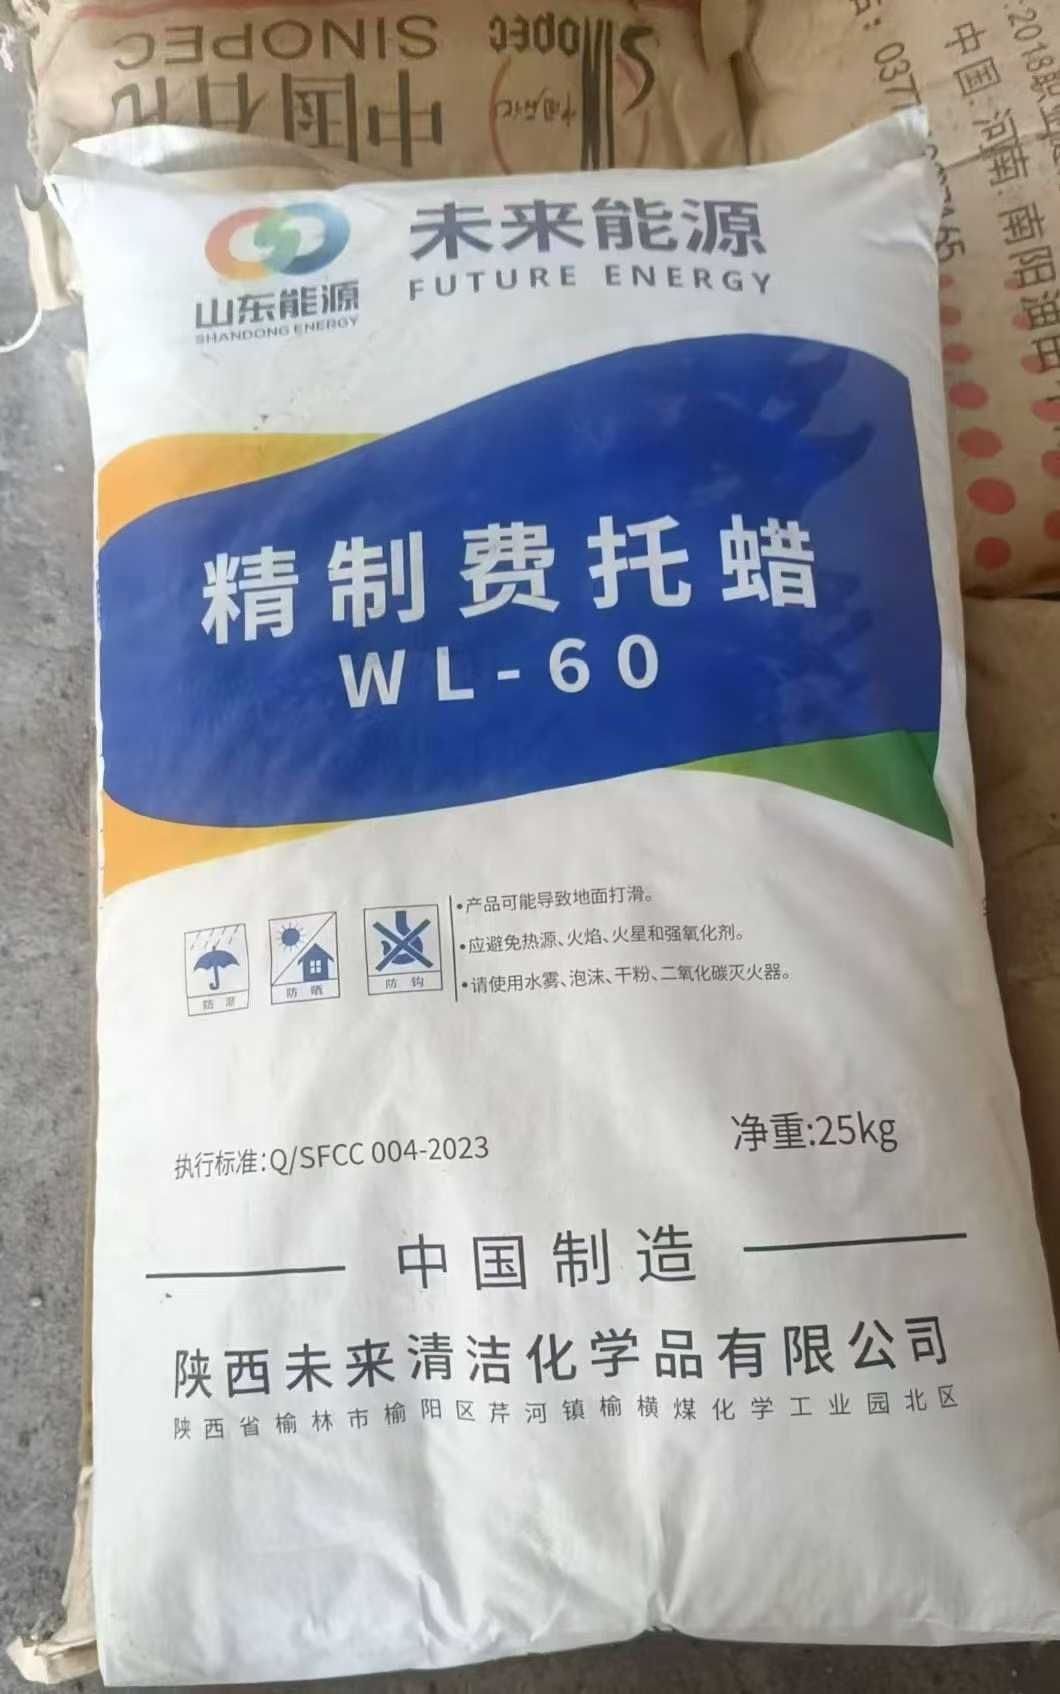 SINOPEC
SINOPEC
中国石化
中国石化
中国·河南·南阳油田
山东能源
SHANDONG ENERGY
未来能源
FUTURE ENERGY
精制费托蜡
WL-60
防潮
防晒
防钩
•产品可能导致地面打滑。
•应避免热源、火焰、火星和强氧化剂。
•请使用水雾、泡沫、干粉、二氧化碳灭火器。
执行标准:Q/SFCC 004-2023
净重:25kg
中国制造
陕西未来清洁化学品有限公司
陕西省榆林市榆阳区芹河镇榆横煤化学工业园北区